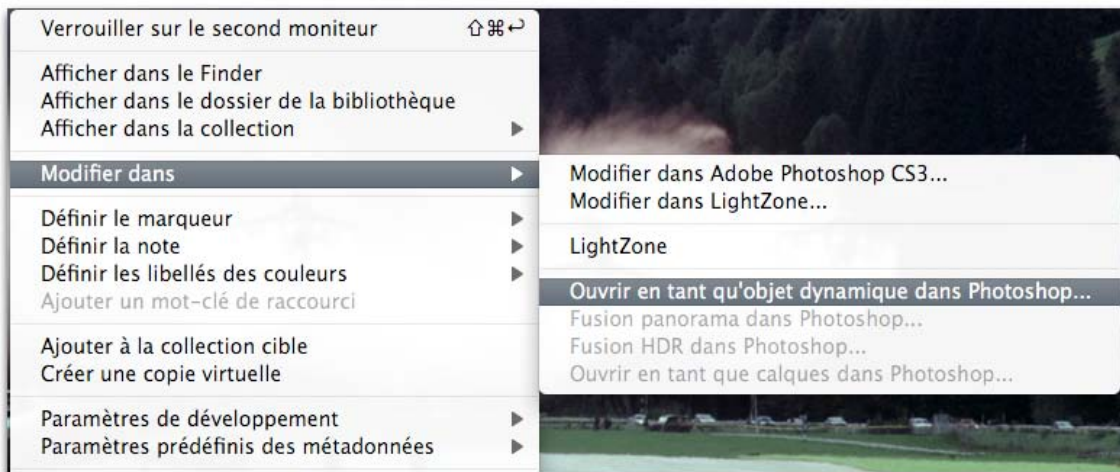 Verrouiller sur le second moniteur ⇧⌘↩
Afficher dans le Finder
Afficher dans le dossier de la bibliothèque
Afficher dans la collection
Modifier dans
Définir le marqueur
Définir la note
Définir les libellés des couleurs
Ajouter un mot-clé de raccourci
Ajouter à la collection cible
Créer une copie virtuelle
Paramètres de développement
Paramètres prédéfinis des métadonnées
Modifier dans Adobe Photoshop CS3...
Modifier dans LightZone...
LightZone
Ouvrir en tant qu'objet dynamique dans Photoshop...
Fusion panorama dans Photoshop...
Fusion HDR dans Photoshop...
Ouvrir en tant que calques dans Photoshop...